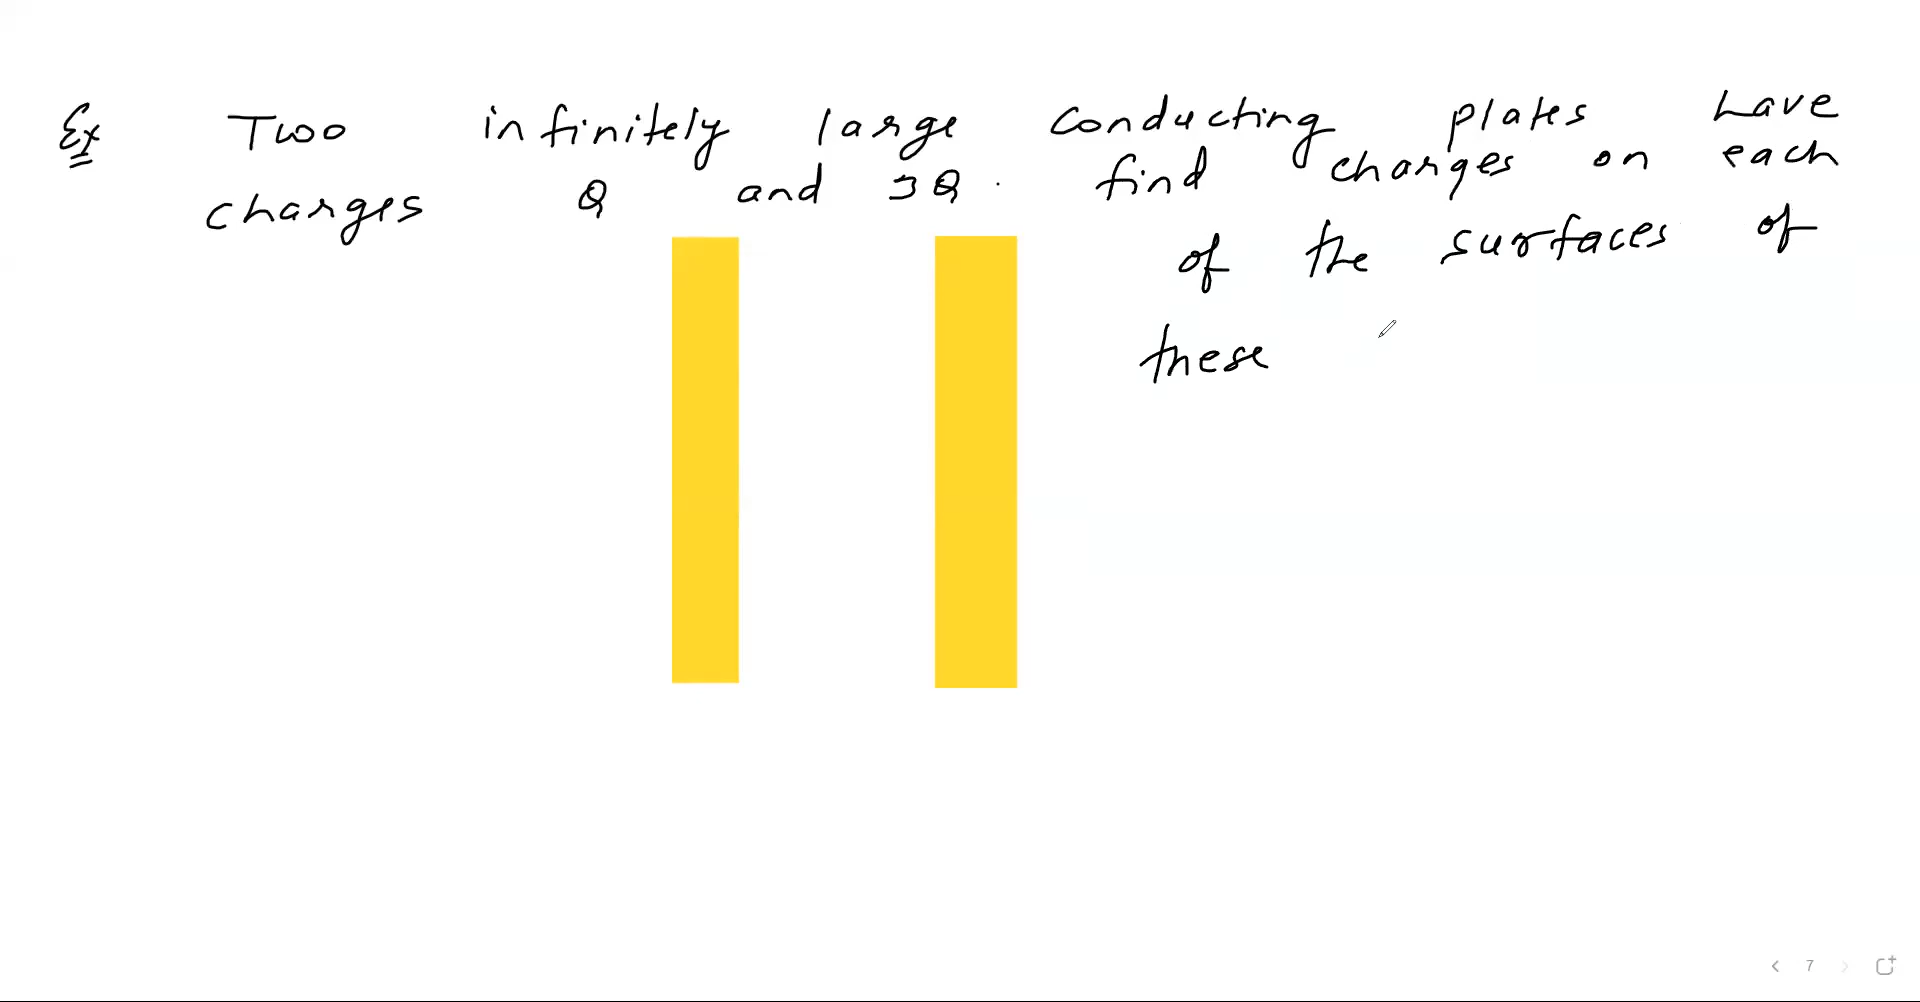 Ex Two infinitely large conducting plates have
charges Q and 3Q. find charges on each
of the surfaces of
these
7